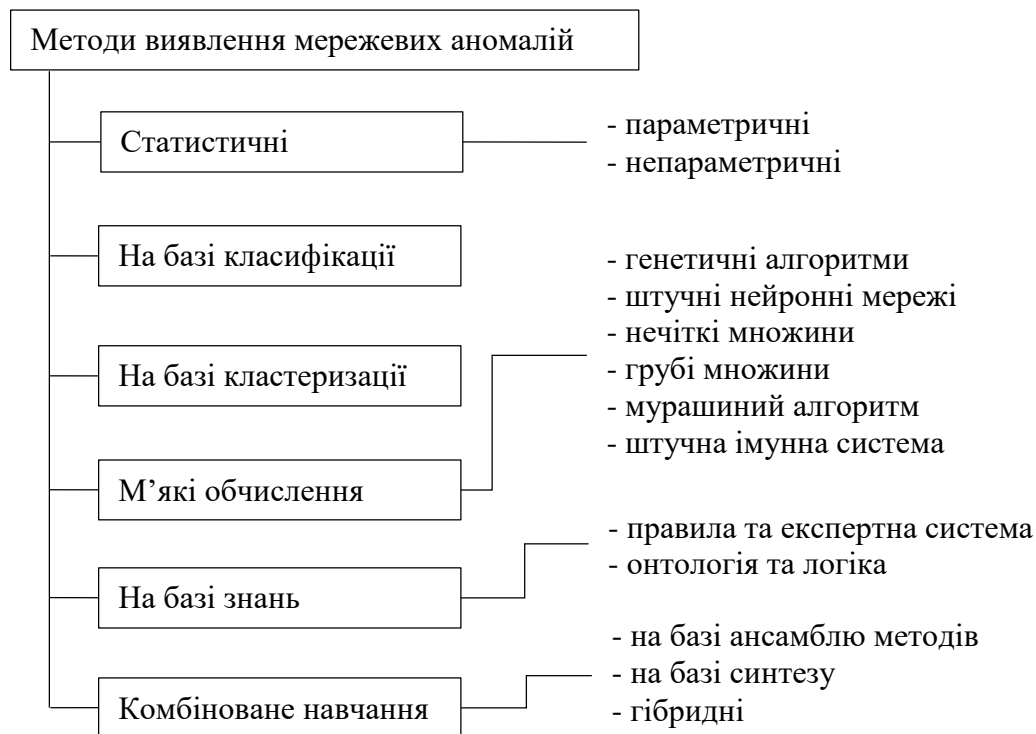 Методи виявлення мережевих аномалій
Статистичні
- параметричні
- непараметричні
На базі класифікації
На базі кластеризації
М’які обчислення
- генетичні алгоритми
- штучні нейронні мережі
- нечіткі множини
- грубі множини
- мурашиний алгоритм
- штучна імунна система
На базі знань
- правила та експертна система
- онтологія та логіка
Комбіноване навчання
- на базі ансамблю методів
- на базі синтезу
- гібридні